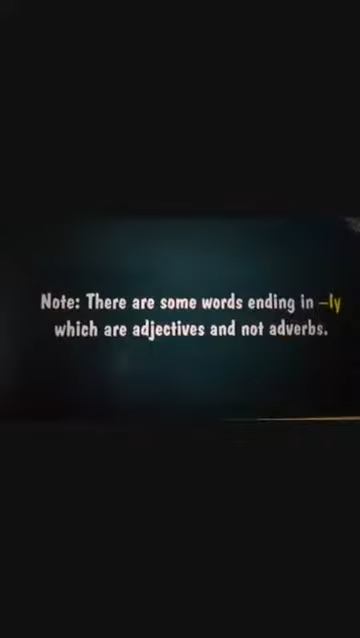 Note: There are some words ending in –ly
which are adjectives and not adverbs.